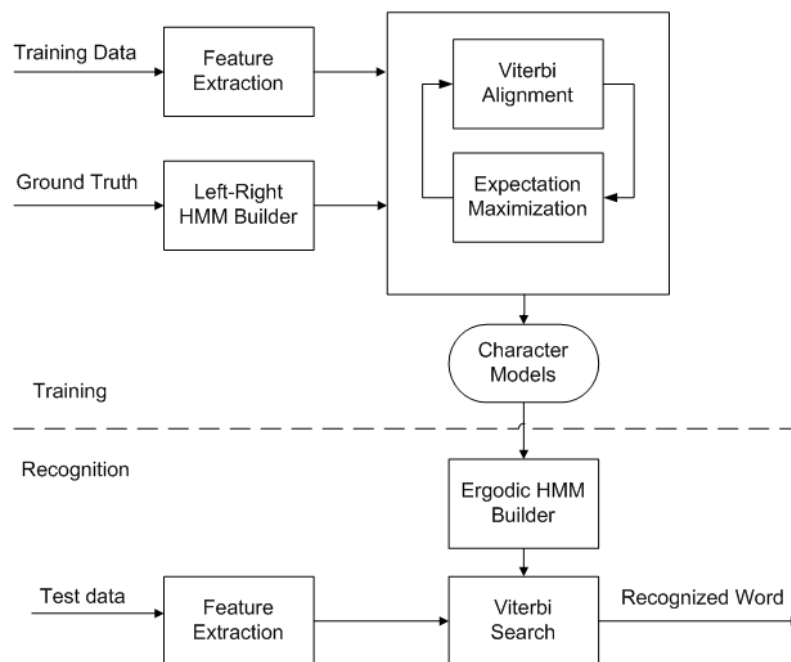 Training Data
Feature
Extraction
Viterbi
Alignment
Ground Truth
Left-Right
HMM Builder
Expectation
Maximization
Character
Models
Training
Recognition
Ergodic HMM
Builder
Test data
Feature
Extraction
Viterbi
Search
Recognized Word